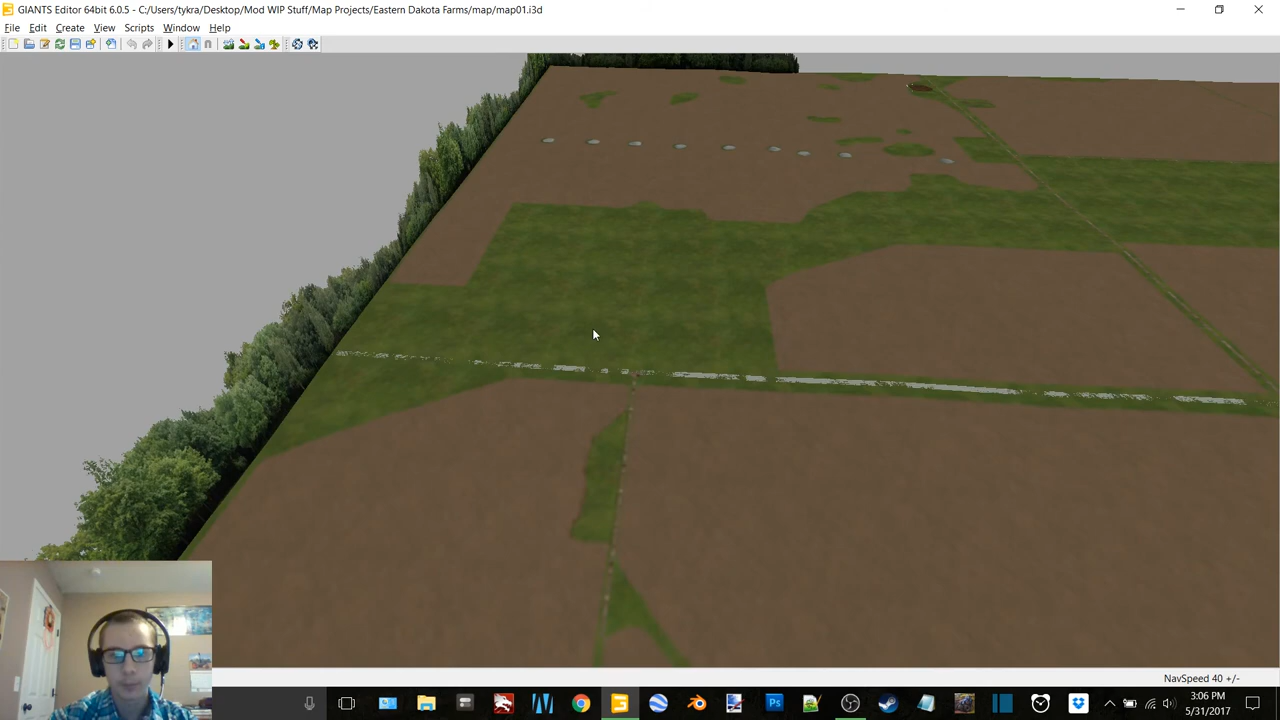 GIANTS Editor 64bit 6.0.5 - C:/Users/tykra/Desktop/Mod WIP Stuff/Map Projects/Eastern Dakota Farms/map/map01.i3d
File Edit Create View Scripts Window Help
NavSpeed 40 +/-
Ps
3:06 PM
5/31/2017